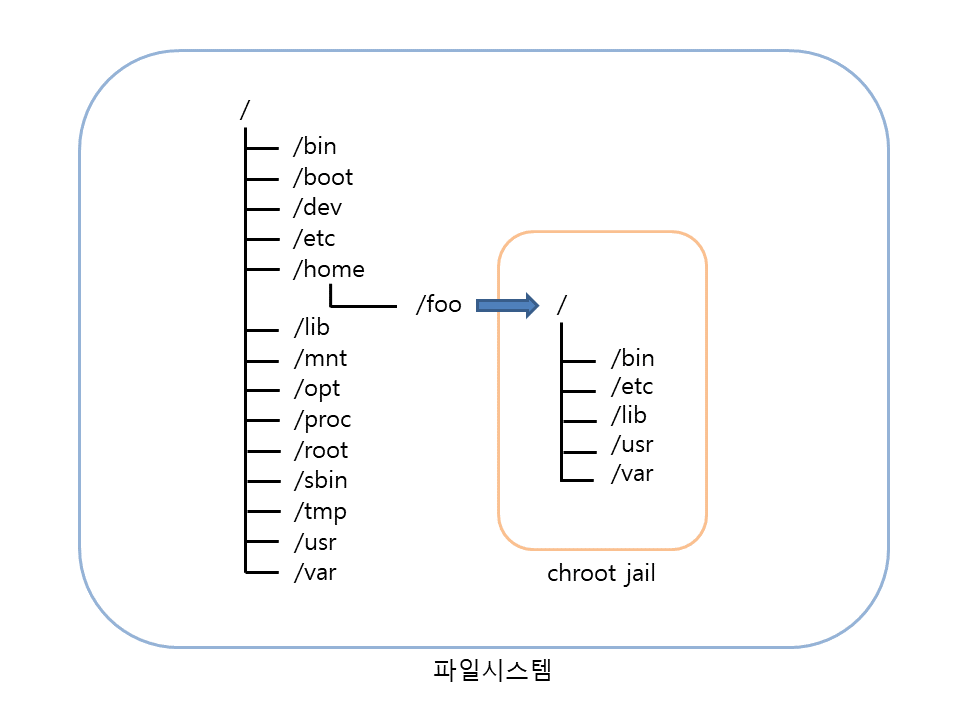 /
/bin
/boot
/dev
/etc
/home
/foo
/lib
/mnt
/opt
/proc
/root
/sbin
/tmp
/usr
/var
/
/bin
/etc
/lib
/usr
/var
chroot jail
파일시스템